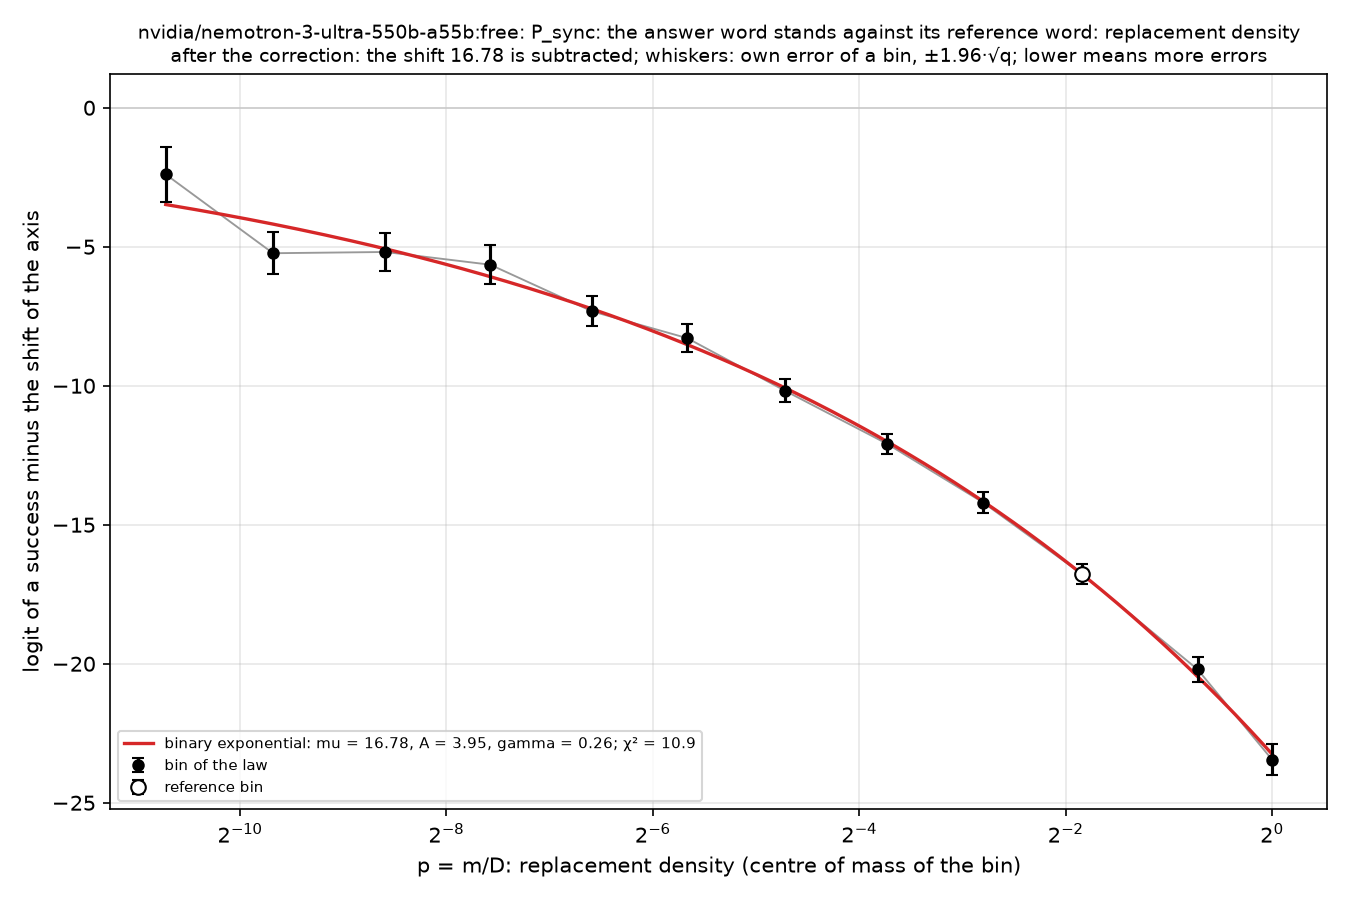 nvidia/nemotron-3-ultra-550b-a55b:free: P_sync: the answer word stands against its reference word: replacement density
after the correction: the shift 16.78 is subtracted; whiskers: own error of a bin, ±1.96·√q; lower means more errors
logit of a success minus the shift of the axis
0
−5
−10
−15
−20
−25
binary exponential: mu = 16.78, A = 3.95, gamma = 0.26; χ² = 10.9
bin of the law
reference bin
2⁻¹⁰ 2⁻⁸ 2⁻⁶ 2⁻⁴ 2⁻² 2⁰
p = m/D: replacement density (centre of mass of the bin)